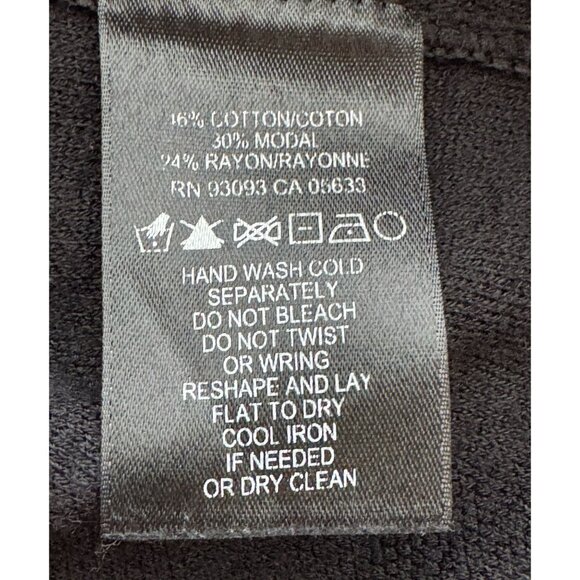 46% COTTON/COTON
30% MODAL
24% RAYON/RAYONNE
RN 93093 CA 05633
HAND WASH COLD
SEPARATELY
DO NOT BLEACH
DO NOT TWIST
OR WRING
RESHAPE AND LAY
FLAT TO DRY
COOL IRON
IF NEEDED
OR DRY CLEAN